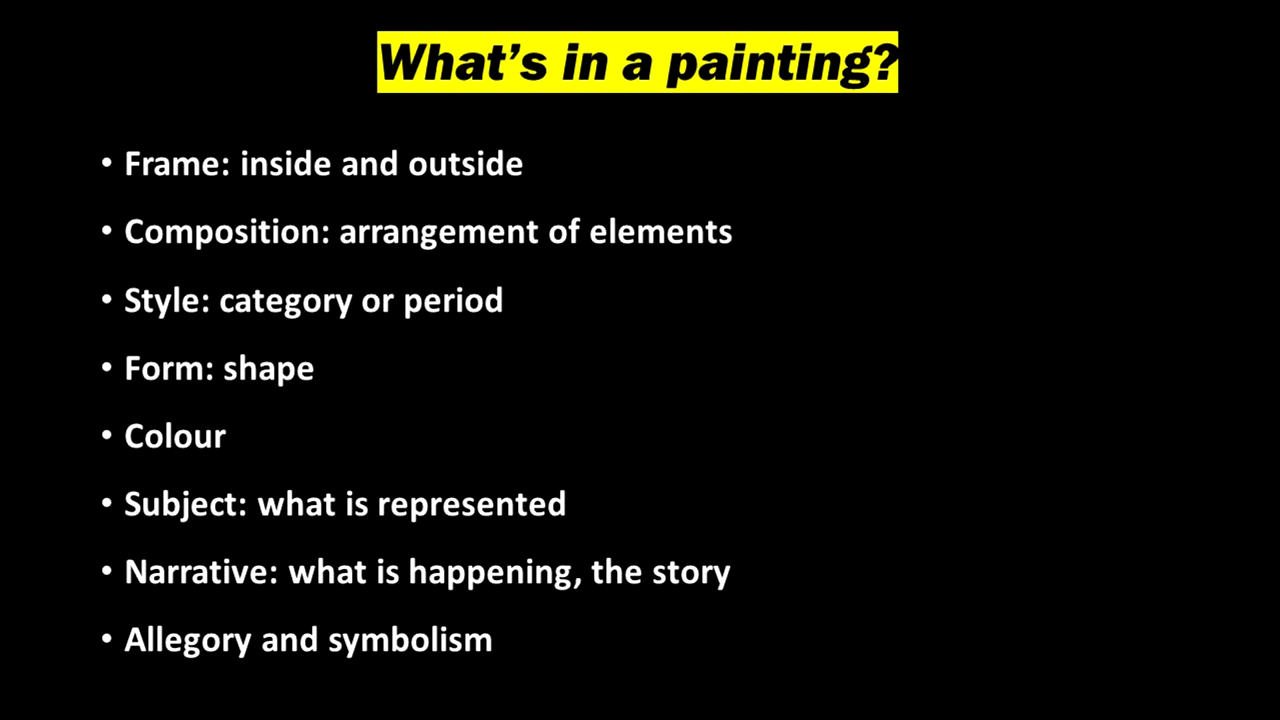 What's in a painting?
• Frame: inside and outside
• Composition: arrangement of elements
• Style: category or period
• Form: shape
• Colour
• Subject: what is represented
• Narrative: what is happening, the story
• Allegory and symbolism